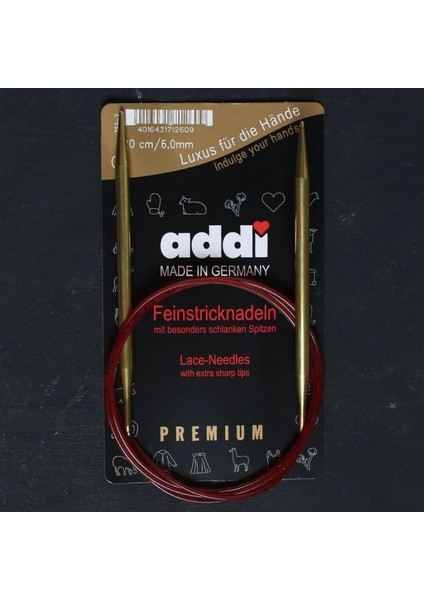 4016431712609
0 cm/6,0mm
Luxus für die Hände
Indulge your hands
addi
MADE IN GERMANY
Feinstricknadeln
mit besonders schlanken Spitzen
Lace-Needles
with extra sharp tips
PREMIUM